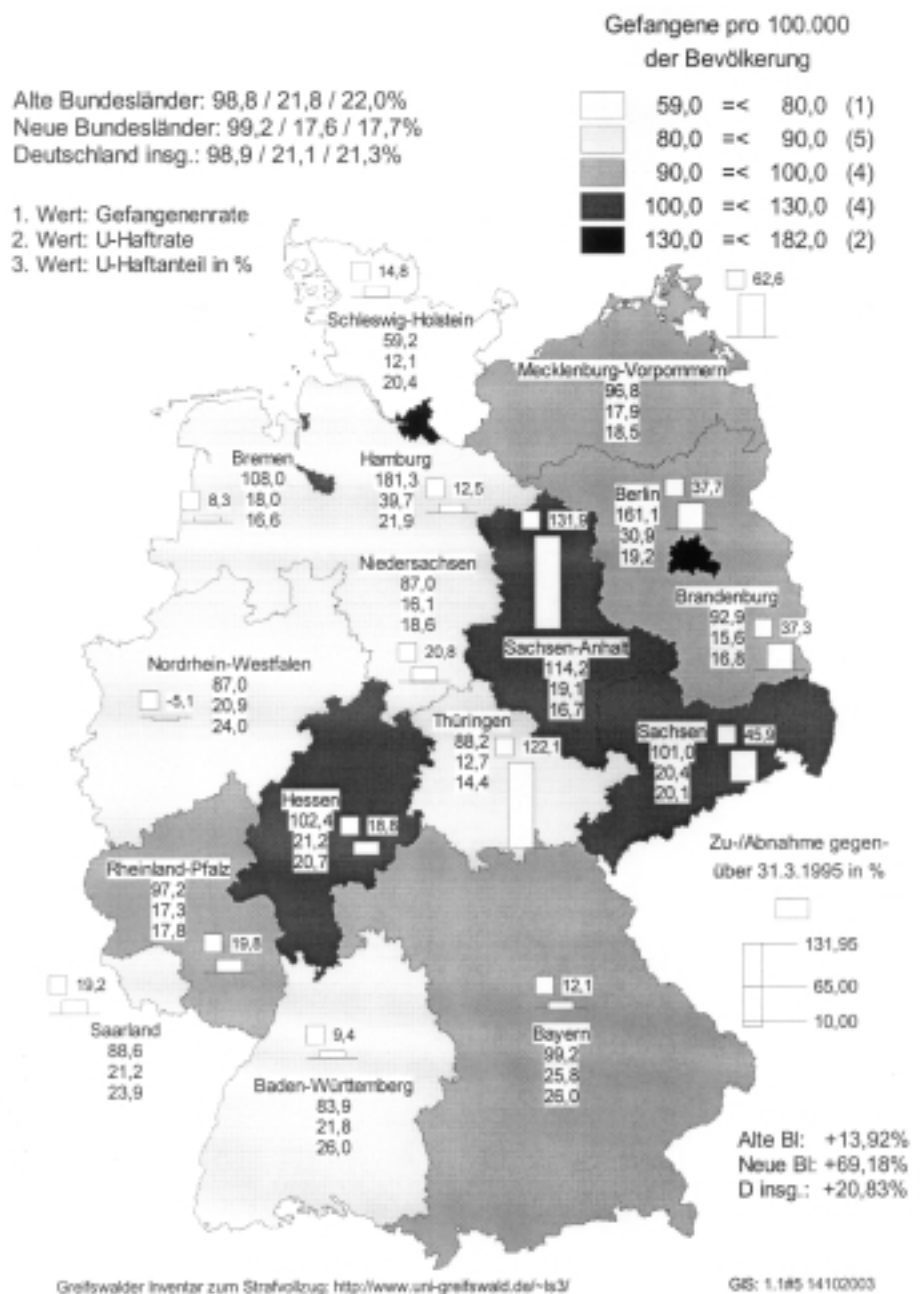 Gefangene pro 100.000
der Bevölkerung
59,0 =< 80,0 (1)
80,0 =< 90,0 (5)
90,0 =< 100,0 (4)
100,0 =< 130,0 (4)
130,0 =< 182,0 (2)
Alte Bundesländer: 98,8 / 21,8 / 22,0%
Neue Bundesländer: 99,2 / 17,6 / 17,7%
Deutschland insg.: 98,9 / 21,1 / 21,3%
1. Wert: Gefangenenrate
2. Wert: U-Haftrate
3. Wert: U-Haftanteil in %
14,8
Schleswig-Holstein
59,2
12,1
20,4
62,6
Mecklenburg-Vorpommern
96,8
17,9
18,5
Bremen
108,0
18,0
16,6
8,3
Hamburg
181,3
39,7
21,9
12,5
Berlin
161,1
30,9
19,2
37,7
131,9
Niedersachsen
87,0
16,1
18,6
20,8
Brandenburg
92,9
15,6
16,8
37,3
Sachsen-Anhalt
114,2
19,1
16,7
Nordrhein-Westfalen
87,0
20,9
24,0
-5,1
Thüringen
88,2
12,7
14,4
122,1
Sachsen
101,0
20,4
20,1
45,9
Hessen
102,4
21,2
20,7
18,8
Rheinland-Pfalz
97,2
17,3
17,8
19,8
Zu-/Abnahme gegen-
über 31.3.1995 in %
131,95
65,00
10,00
19,2
Saarland
88,6
21,2
23,9
9,4
Baden-Württemberg
83,9
21,8
26,0
12,1
Bayern
99,2
25,8
26,0
Alte Bl: +13,92%
Neue Bl: +69,18%
D insg.: +20,83%
Greifswalder Inventar zum Strafvollzug: http://www.uni-greifswald.de/~ls3/
GIS: 1.1#5 14102003